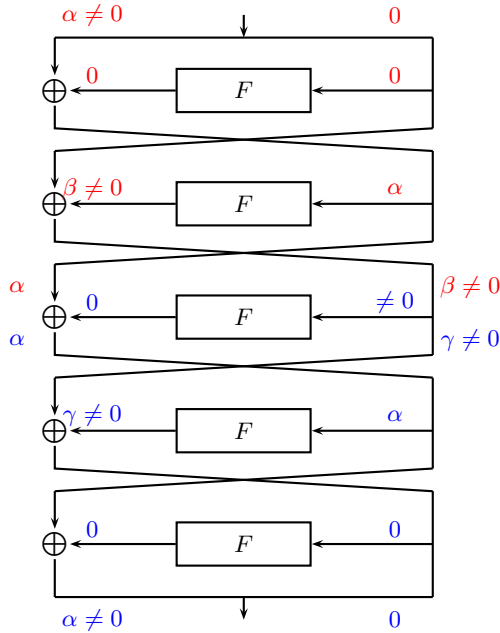 α ≠ 0 0
0 F 0
β ≠ 0 F α
α β ≠ 0
0 F ≠ 0
α γ ≠ 0
γ ≠ 0 F α
0 F 0
α ≠ 0 0